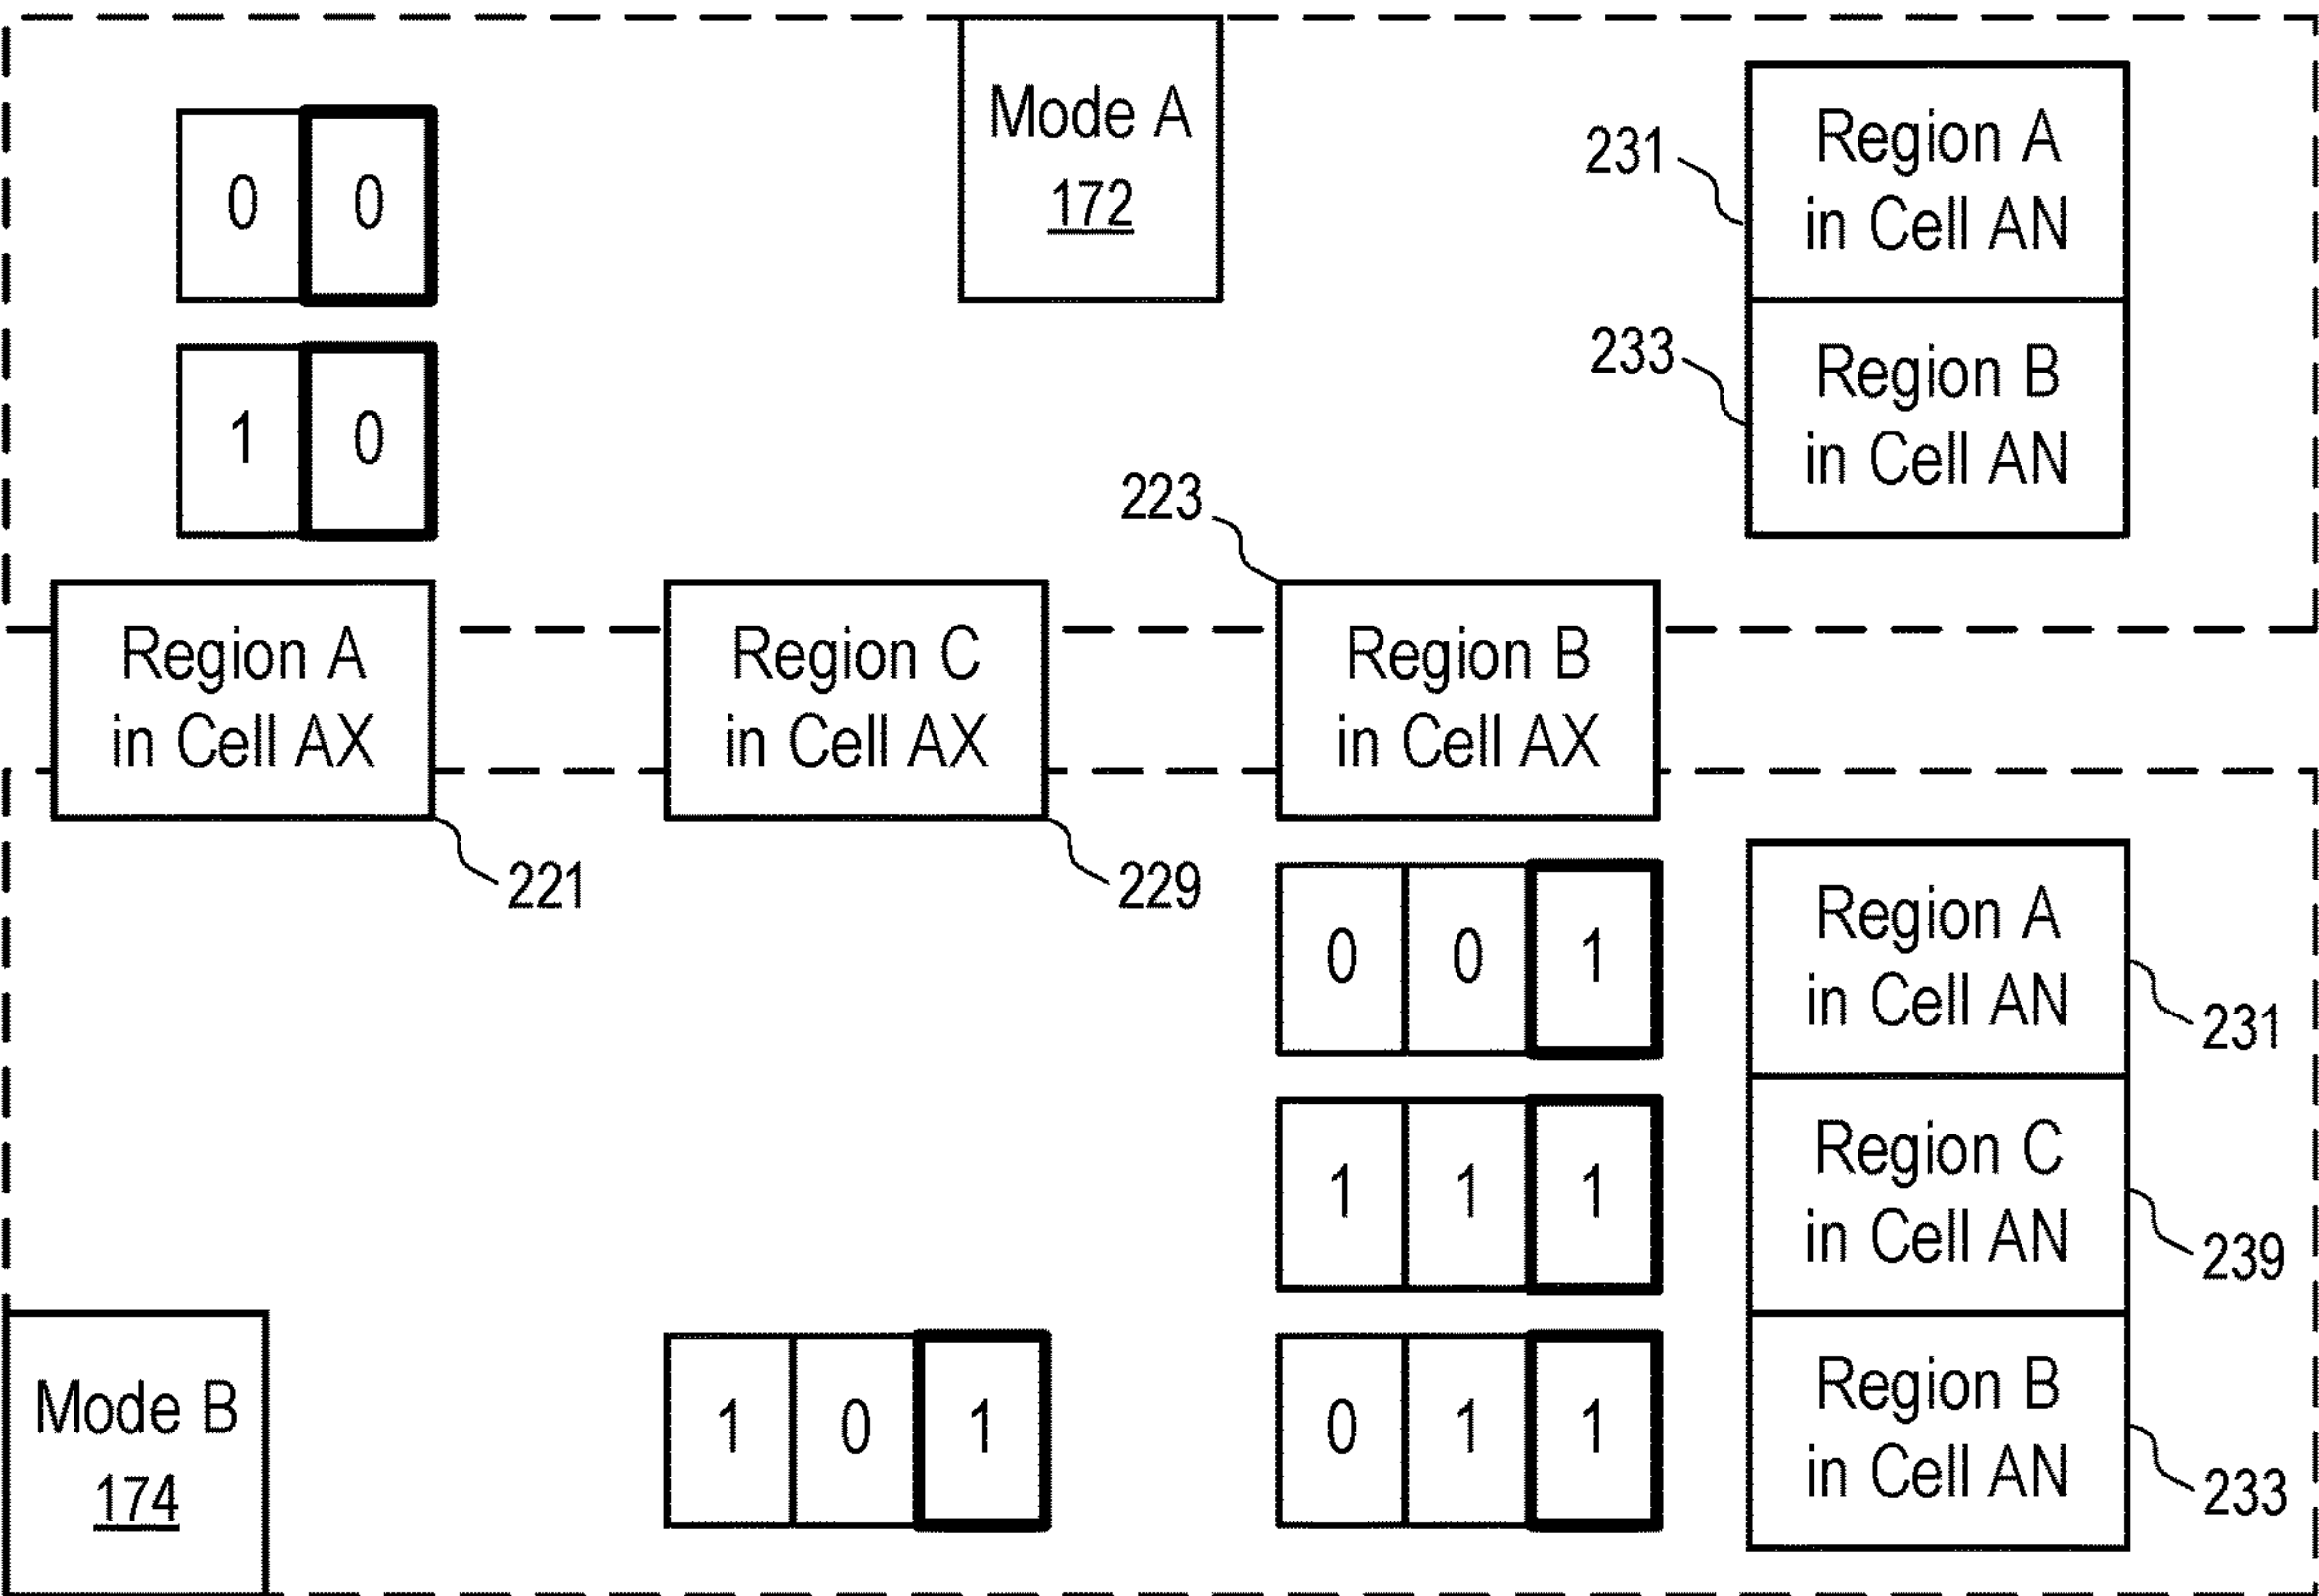 Mode A
172
0 0
1 0
231
Region A
in Cell AN
233
Region B
in Cell AN
223
Region A
in Cell AX
Region C
in Cell AX
Region B
in Cell AX
221
229
0 0 1
Region A
in Cell AN
231
1 1 1
Region C
in Cell AN
239
Mode B
174
1 0 1
0 1 1
Region B
in Cell AN
233